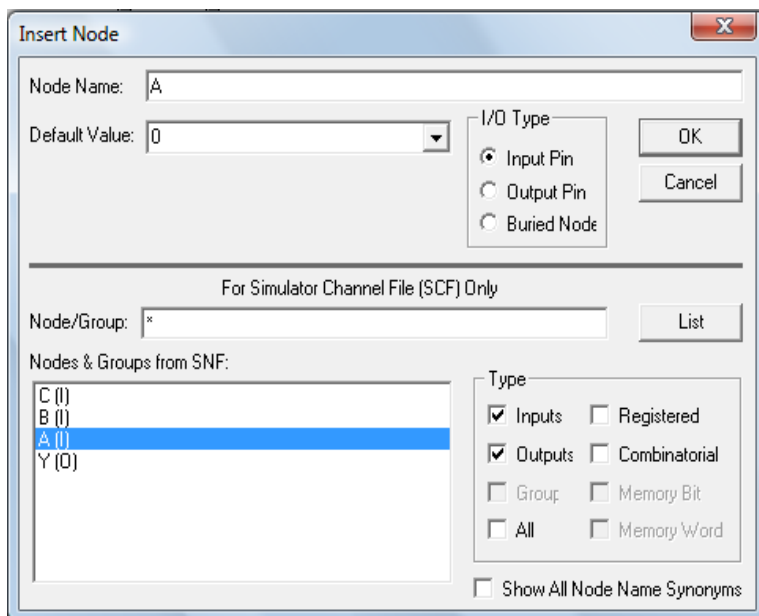 Insert Node
Node Name: A
Default Value: 0
I/O Type
Input Pin
Output Pin
Buried Node
OK
Cancel
For Simulator Channel File (SCF) Only
Node/Group: *
List
Nodes & Groups from SNF:
C (I)
B (I)
A (I)
Y (O)
Type
Inputs Registered
Outputs Combinatorial
Group Memory Bit
All Memory Word
Show All Node Name Synonyms